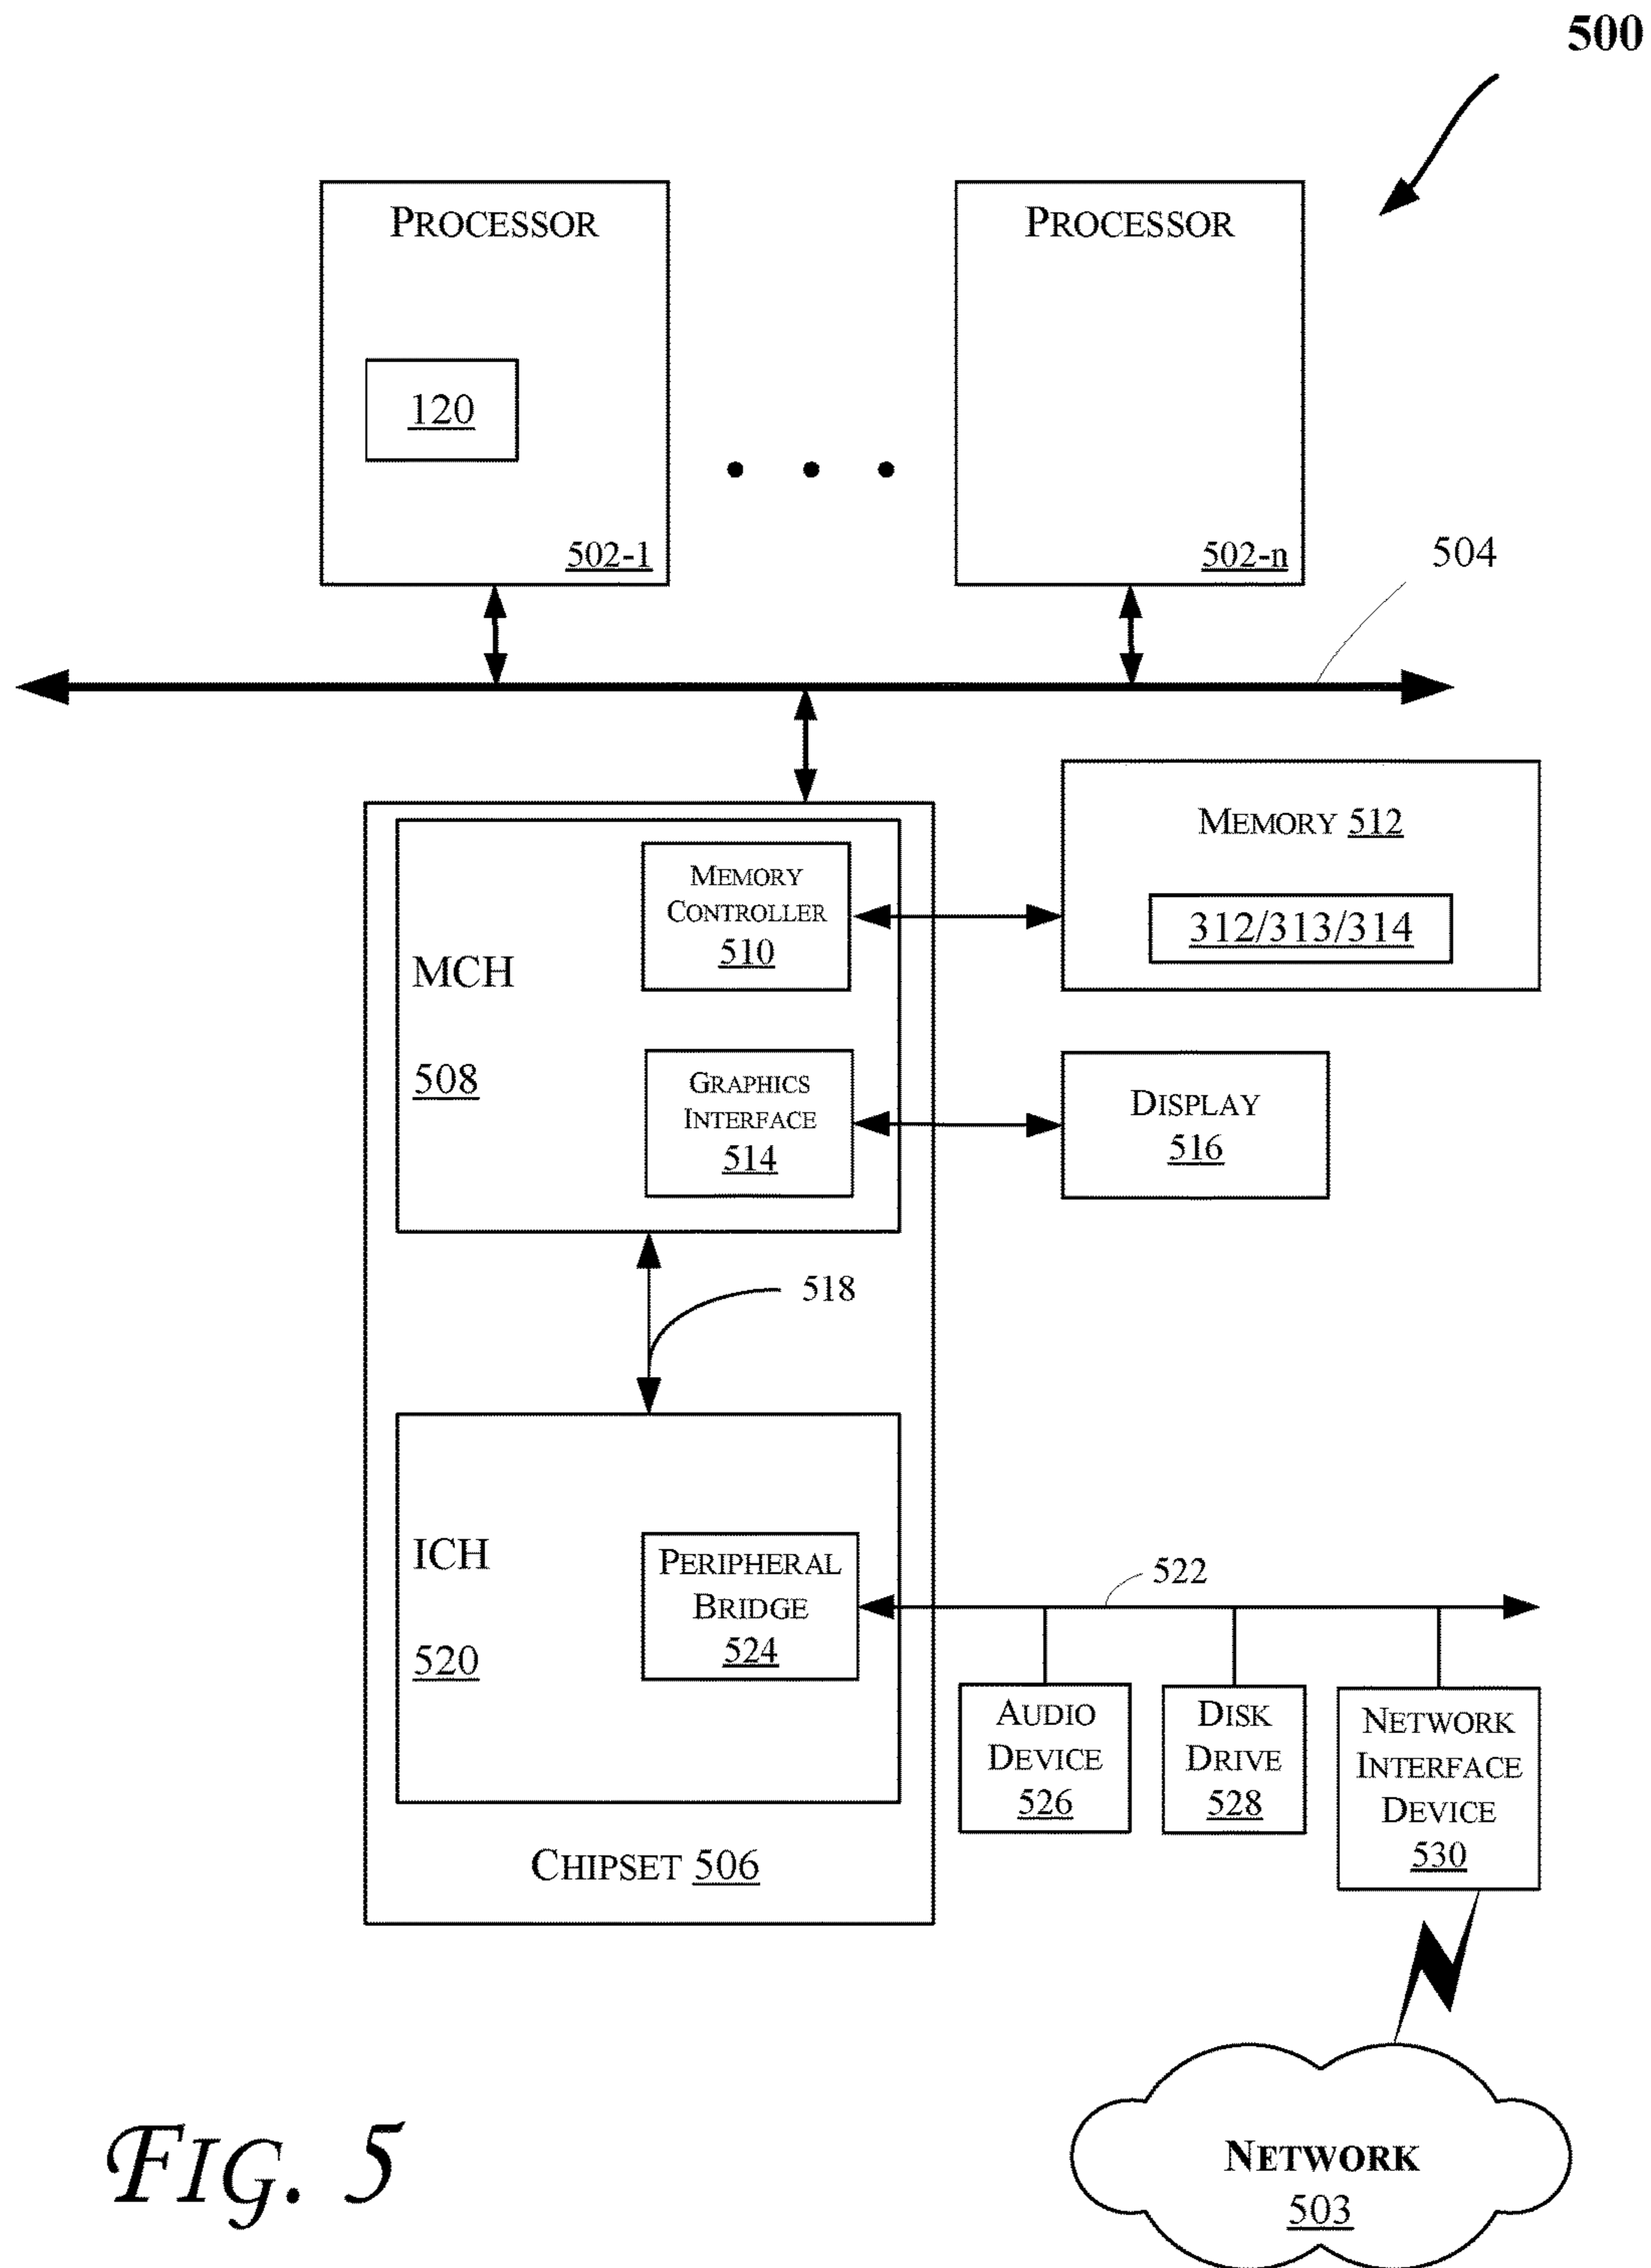 500
PROCESSOR
120
502-1
PROCESSOR
502-n
504
MEMORY
CONTROLLER
510
MCH
508
GRAPHICS
INTERFACE
514
MEMORY 512
312/313/314
DISPLAY
516
518
ICH
520
PERIPHERAL
BRIDGE
524
522
AUDIO
DEVICE
526
DISK
DRIVE
528
NETWORK
INTERFACE
DEVICE
530
CHIPSET 506
NETWORK
503
FIG. 5